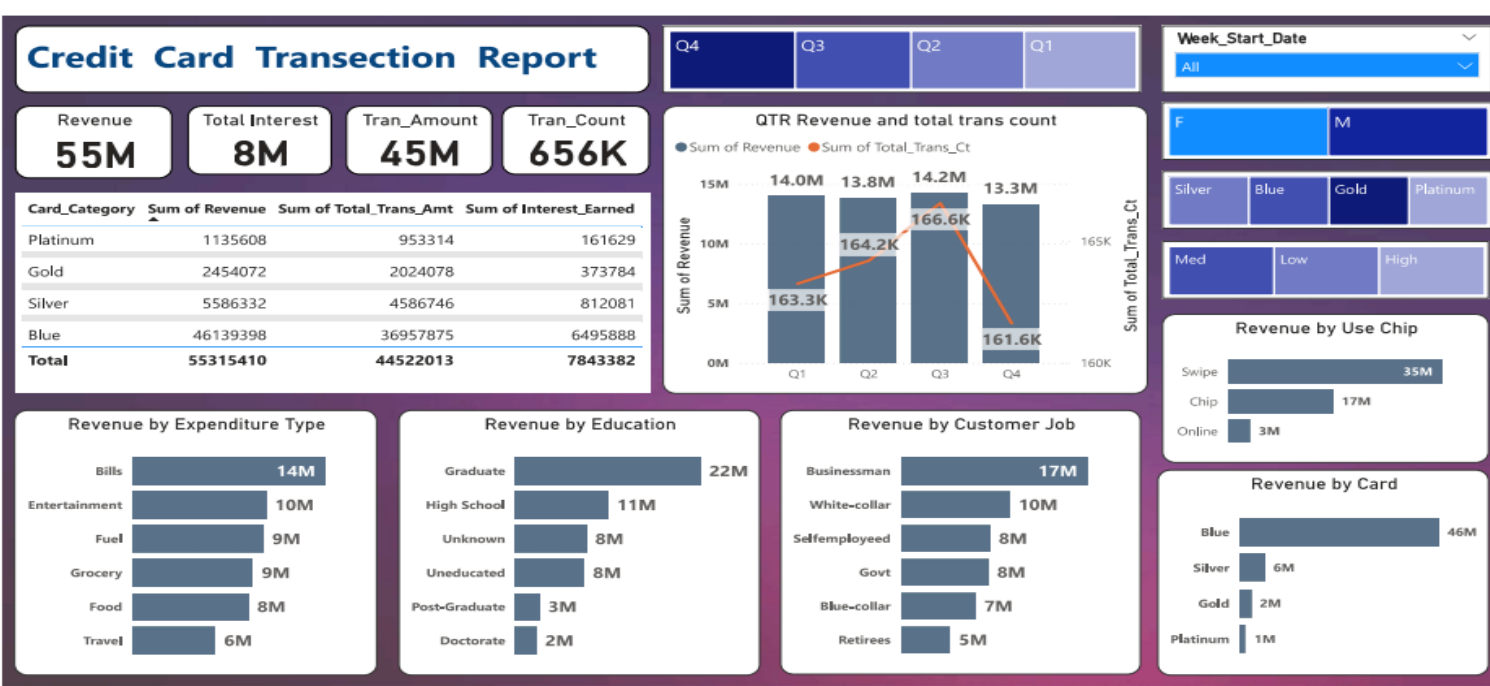 Credit Card Transection Report
Q4 Q3 Q2 Q1
Week_Start_Date
All
Revenue
55M
Total Interest
8M
Tran_Amount
45M
Tran_Count
656K
F M
Silver Blue Gold Platinum
Med Low High
Card_Category Sum of Revenue Sum of Total_Trans_Amt Sum of Interest_Earned
Platinum 1135608 953314 161629
Gold 2454072 2024078 373784
Silver 5586332 4586746 812081
Blue 46139398 36957875 6495888
Total 55315410 44522013 7843382
QTR Revenue and total trans count
Sum of Revenue Sum of Total_Trans_Ct
Sum of Revenue
15M
10M
5M
0M
14.0M 13.8M 14.2M 13.3M
163.3K 164.2K 166.6K 161.6K
Q1 Q2 Q3 Q4
165K
160K
Sum of Total_Trans_Ct
Revenue by Use Chip
Swipe 35M
Chip 17M
Online 3M
Revenue by Expenditure Type
Bills 14M
Entertainment 10M
Fuel 9M
Grocery 9M
Food 8M
Travel 6M
Revenue by Education
Graduate 22M
High School 11M
Unknown 8M
Uneducated 8M
Post-Graduate 3M
Doctorate 2M
Revenue by Customer Job
Businessman 17M
White-collar 10M
Selfemployeed 8M
Govt 8M
Blue-collar 7M
Retirees 5M
Revenue by Card
Blue 46M
Silver 6M
Gold 2M
Platinum 1M